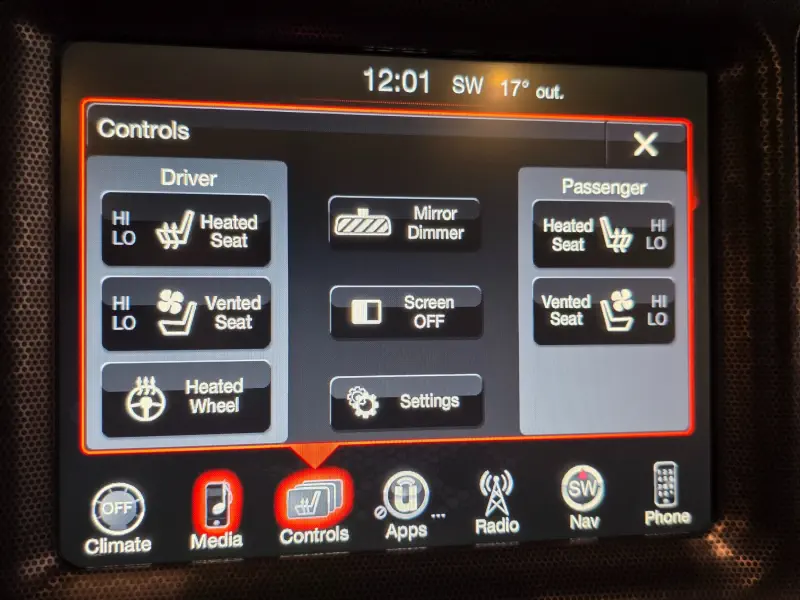 12:01 SW 17° out.
Controls X
Driver
HI
LO
Heated
Seat
HI
LO
Vented
Seat
Heated
Wheel
Mirror
Dimmer
Screen
OFF
Settings
Passenger
Heated
Seat
HI
LO
Vented
Seat
HI
LO
OFF
Climate
Media
Controls
Apps ...
Radio
SW
Nav
Phone